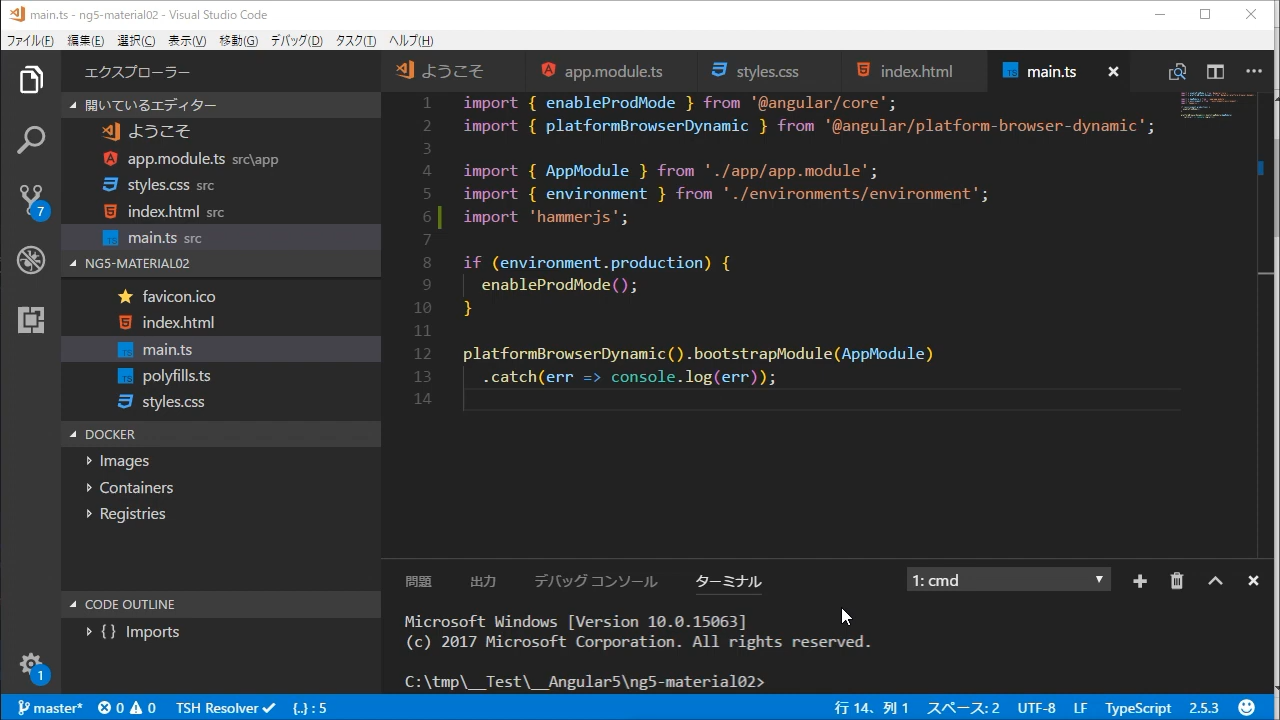 main.ts - ng5-material02 - Visual Studio Code
ファイル(F) 編集(E) 選択(C) 表示(V) 移動(G) デバッグ(D) タスク(T) ヘルプ(H)
エクスプローラー
ようこそ app.module.ts styles.css index.html main.ts
開いているエディター
ようこそ
app.module.ts src\app
styles.css src
index.html src
main.ts src
NG5-MATERIAL02
favicon.ico
index.html
main.ts
polyfills.ts
styles.css
DOCKER
Images
Containers
Registries
CODE OUTLINE
{} Imports
7
1
1 import { enableProdMode } from '@angular/core';
2 import { platformBrowserDynamic } from '@angular/platform-browser-dynamic';
3
4 import { AppModule } from './app/app.module';
5 import { environment } from './environments/environment';
6 import 'hammerjs';
7
8 if (environment.production) {
9 enableProdMode();
10 }
11
12 platformBrowserDynamic().bootstrapModule(AppModule)
13 .catch(err => console.log(err));
14
問題 出力 デバッグ コンソール ターミナル 1: cmd
Microsoft Windows [Version 10.0.15063]
(c) 2017 Microsoft Corporation. All rights reserved.
C:\tmp\__Test\__Angular5\ng5-material02>
master* 0 0 TSH Resolver {..} : 5 行 14、列 1 スペース: 2 UTF-8 LF TypeScript 2.5.3